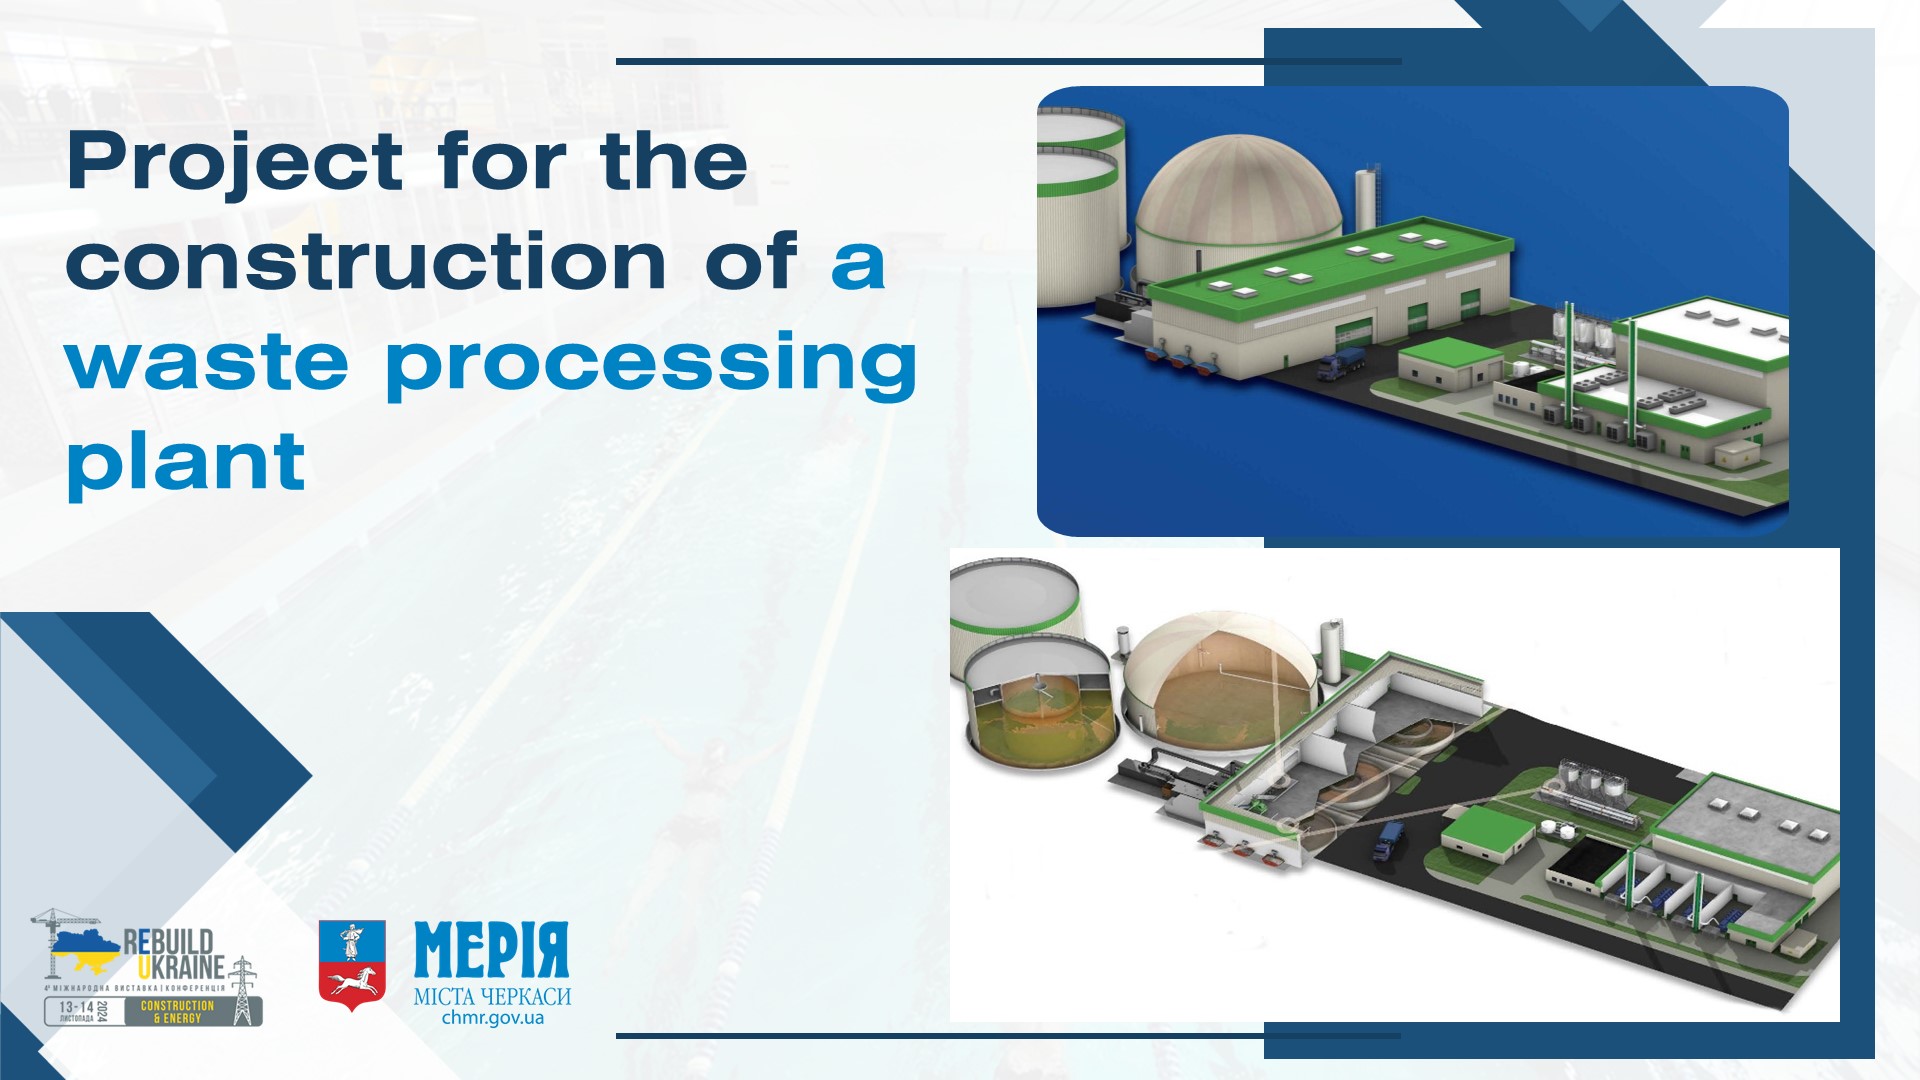 Project for the
construction of a
waste processing
plant
REBUILD
UKRAINE
4ª МІЖНАРОДНА ВИСТАВКА | КОНФЕРЕНЦІЯ
13-14
ЛИСТОПАДА
2024
CONSTRUCTION
& ENERGY
МЕРІЯ
МІСТА ЧЕРКАСИ
chmr.gov.ua